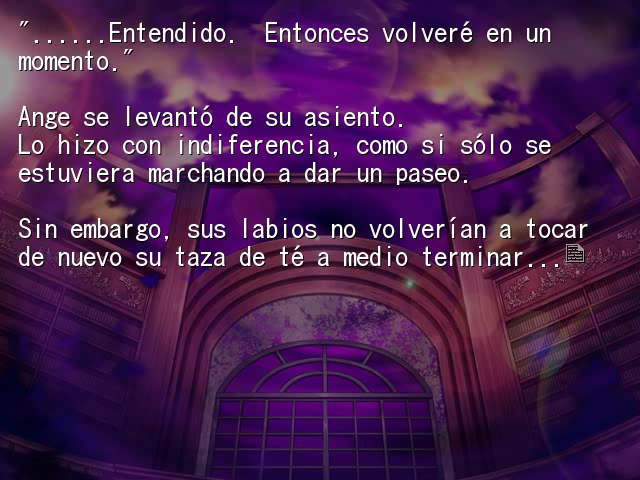 "......Entendido.  Entonces volveré en un
momento."
Ange se levantó de su asiento.
Lo hizo con indiferencia, como si sólo se
estuviera marchando a dar un paseo.
Sin embargo, sus labios no volverían a tocar
de nuevo su taza de té a medio terminar...